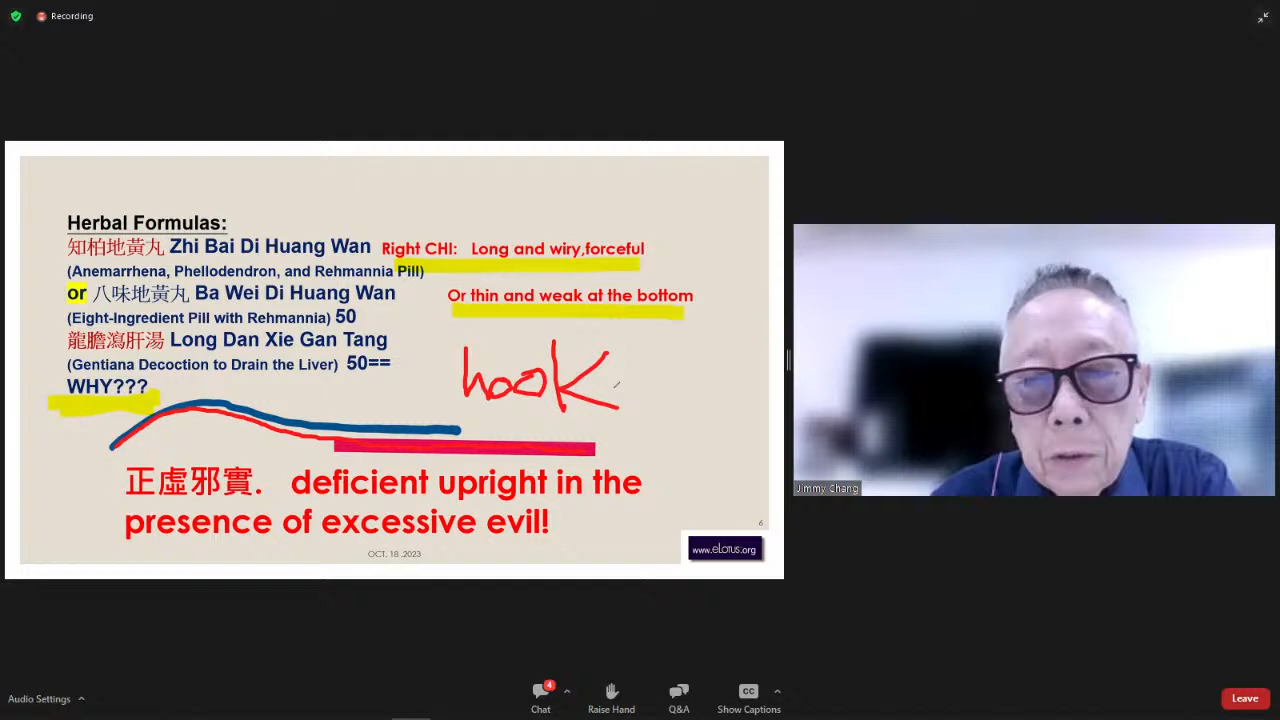 Recording
Herbal Formulas:
知柏地黃丸 Zhi Bai Di Huang Wan Right CHI: Long and wiry,forceful
(Anemarrhena, Phellodendron, and Rehmannia Pill)
or 八味地黃丸 Ba Wei Di Huang Wan Or thin and weak at the bottom
(Eight-Ingredient Pill with Rehmannia) 50
龍膽瀉肝湯 Long Dan Xie Gan Tang
(Gentiana Decoction to Drain the Liver) 50==
WHY???
hook
正虛邪實. deficient upright in the
presence of excessive evil!
6
OCT. 18 .2023
www.eLotus.org
Jimmy Chang
Audio Settings
4
Chat
Raise Hand
Q&A
CC
Show Captions
Leave